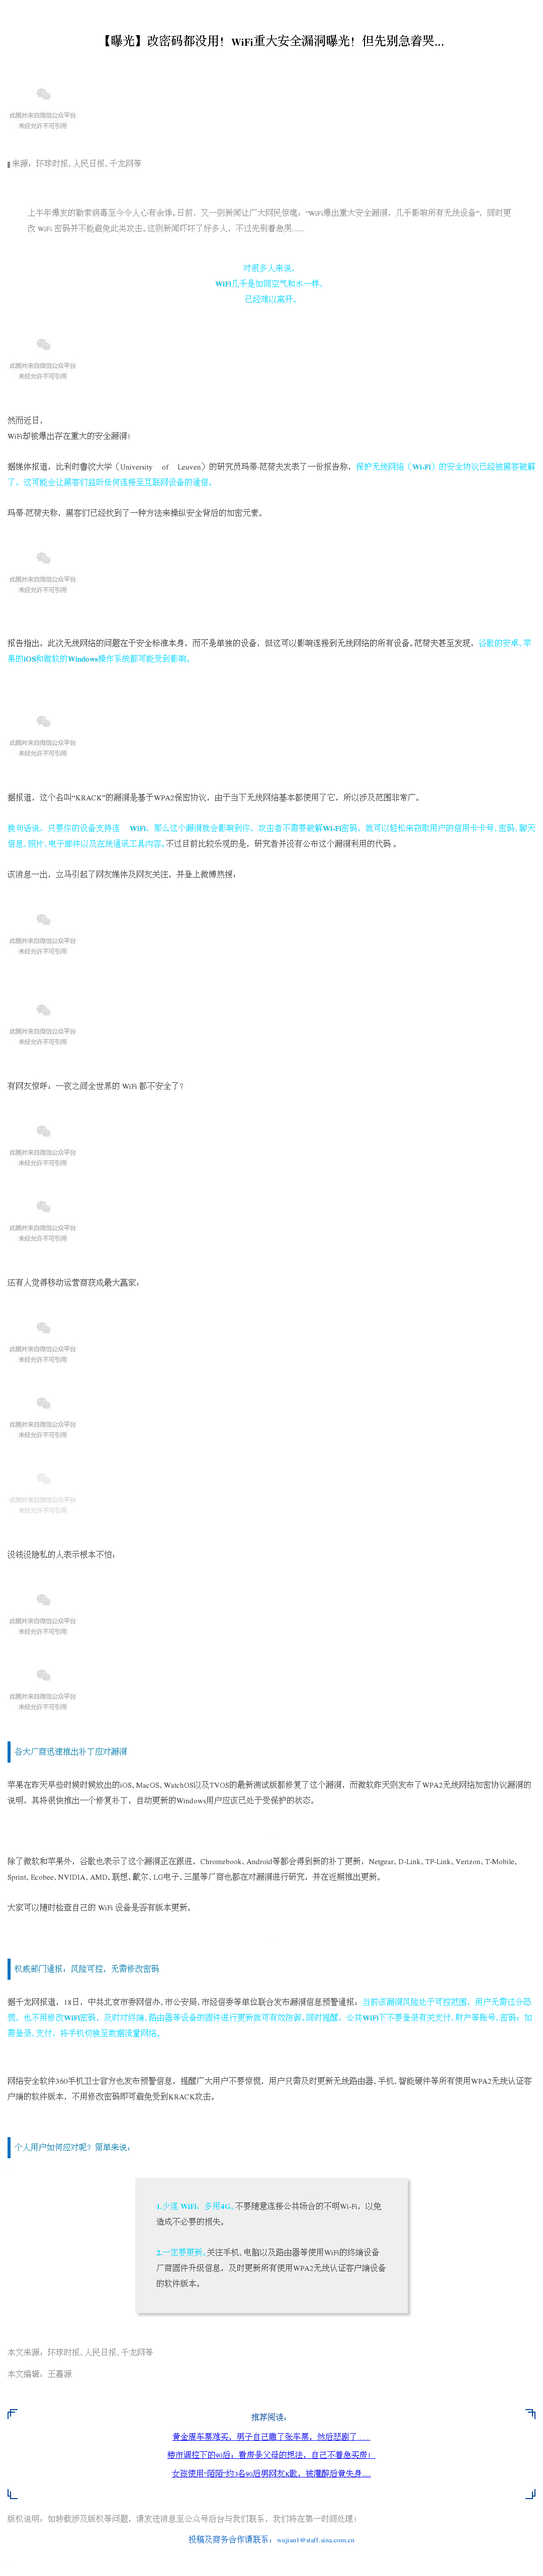 【曝光】改密码都没用！WiFi重大安全漏洞曝光！但先别急着哭...
此图片来自微信公众平台
未经允许不可引用
来源：环球时报、人民日报、千龙网等
上半年爆发的勒索病毒至今令人心有余悸。日前，又一则新闻让广大网民惊魂：“WiFi爆出重大安全漏洞，几乎影响所有无线设备”，同时更
改 WiFi 密码并不能避免此类攻击。这则新闻吓坏了好多人，不过先别着急哭......
对很多人来说，
WiFi几乎是如同空气和水一样，
已经难以离开。
此图片来自微信公众平台
未经允许不可引用
然而近日，
WiFi却被爆出存在重大的安全漏洞！
据媒体报道，比利时鲁汶大学（University of Leuven）的研究员玛蒂·范荷夫发表了一份报告称，保护无线网络（Wi-Fi）的安全协议已经被黑客破解
了。这可能会让黑客们监听任何连接至互联网设备的通信。
玛蒂·范荷夫称，黑客们已经找到了一种方法来操纵安全背后的加密元素。
此图片来自微信公众平台
未经允许不可引用
报告指出，此次无线网络的问题在于安全标准本身，而不是单独的设备，但这可以影响连接到无线网络的所有设备。范荷夫甚至发现，谷歌的安卓、苹
果的iOS和微软的Windows操作系统都可能受到影响。
此图片来自微信公众平台
未经允许不可引用
据报道，这个名叫“KRACK”的漏洞是基于WPA2保密协议，由于当下无线网络基本都使用了它，所以涉及范围非常广。
换句话说，只要你的设备支持连 WiFi，那么这个漏洞就会影响到你。攻击者不需要破解Wi-Fi密码，就可以轻松来窃取用户的信用卡卡号、密码、聊天
信息、照片、电子邮件以及在线通讯工具内容。不过目前比较乐观的是，研究者并没有公布这个漏洞利用的代码 。
该消息一出，立马引起了网友媒体及网友关注，并登上微博热搜：
此图片来自微信公众平台
未经允许不可引用
此图片来自微信公众平台
未经允许不可引用
有网友惊呼：一夜之间全世界的 WiFi 都不安全了？
此图片来自微信公众平台
未经允许不可引用
此图片来自微信公众平台
未经允许不可引用
还有人觉得移动运营商获成最大赢家：
此图片来自微信公众平台
未经允许不可引用
此图片来自微信公众平台
未经允许不可引用
此图片来自微信公众平台
未经允许不可引用
没钱没隐私的人表示根本不怕：
此图片来自微信公众平台
未经允许不可引用
此图片来自微信公众平台
未经允许不可引用
各大厂商迅速推出补丁应对漏洞
苹果在昨天早些时候时候放出的iOS、MacOS、WatchOS以及TVOS的最新测试版都修复了这个漏洞，而微软昨天则发布了WPA2无线网络加密协议漏洞的
说明，其将很快推出一个修复补丁，自动更新的Windows用户应该已处于受保护的状态。
除了微软和苹果外，谷歌也表示了这个漏洞正在跟进，Chromebook、Android等都会得到新的补丁更新，Netgear、D-Link、TP-Link、Verizon、T-Mobile、
Sprint、Ecobee、NVIDIA、AMD、联想、戴尔、LG电子、三星等厂商也都在对漏洞进行研究，并在近期推出更新。
大家可以随时检查自己的 WiFi 设备是否有版本更新。
权威部门通报：风险可控，无需修改密码
据千龙网报道，18日，中共北京市委网信办、市公安局、市经信委等单位联合发布漏洞信息预警通报：当前该漏洞风险处于可控范围，用户无需过分恐
慌，也不用修改WiFi密码，及时对终端、路由器等设备的固件进行更新就可有效防御。同时提醒，公共WiFi下不要登录有关支付、财产等账号、密码；如
需登录、支付，将手机切换至数据流量网络。
网络安全软件360手机卫士官方也发布预警信息，提醒广大用户不要惊慌，用户只需及时更新无线路由器、手机、智能硬件等所有使用WPA2无线认证客
户端的软件版本，不用修改密码即可避免受到KRACK攻击。
个人用户如何应对呢？简单来说：
1.少连 WiFi，多用4G。不要随意连接公共场合的不明Wi-Fi，以免
造成不必要的损失。
2.一定要更新。关注手机、电脑以及路由器等使用WiFi的终端设备
厂商固件升级信息，及时更新所有使用WPA2无线认证客户端设备
的软件版本。
本文来源：环球时报、人民日报、千龙网等
本文编辑：王嘉源
推荐阅读：
黄金周车票难买，男子自己雕了张车票，然后悲剧了……
楼市调控下的90后：看房是父母的想法，自己不着急买房！
女孩使用“陌陌”约3名90后男网友K歌，被灌醉后竟失身.....
版权说明：如转载涉及版权等问题，请发送消息至公众号后台与我们联系，我们将在第一时间处理！
投稿及商务合作请联系：wujian1@staff.sina.com.cn